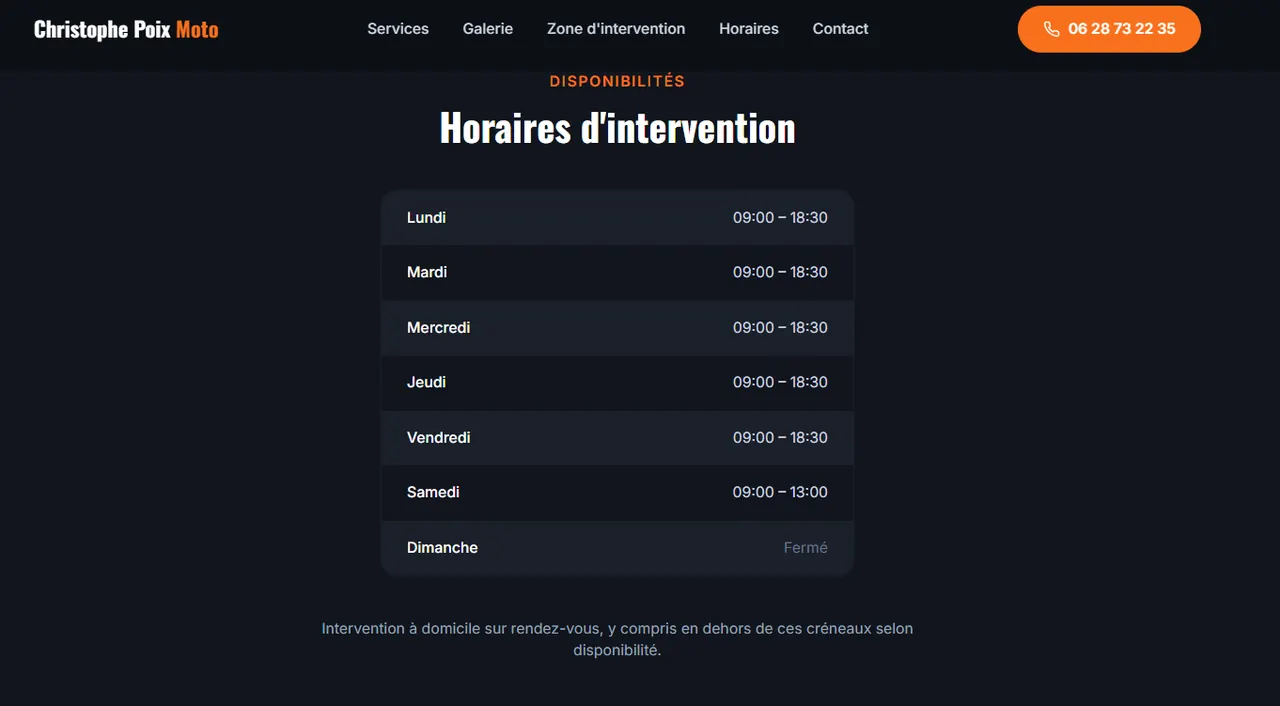 Christophe Poix Moto
Services
Galerie
Zone d'intervention
Horaires
Contact
06 28 73 22 35
DISPONIBILITÉS
Horaires d'intervention
Lundi 09:00 – 18:30
Mardi 09:00 – 18:30
Mercredi 09:00 – 18:30
Jeudi 09:00 – 18:30
Vendredi 09:00 – 18:30
Samedi 09:00 – 13:00
Dimanche Fermé
Intervention à domicile sur rendez-vous, y compris en dehors de ces créneaux selon
disponibilité.